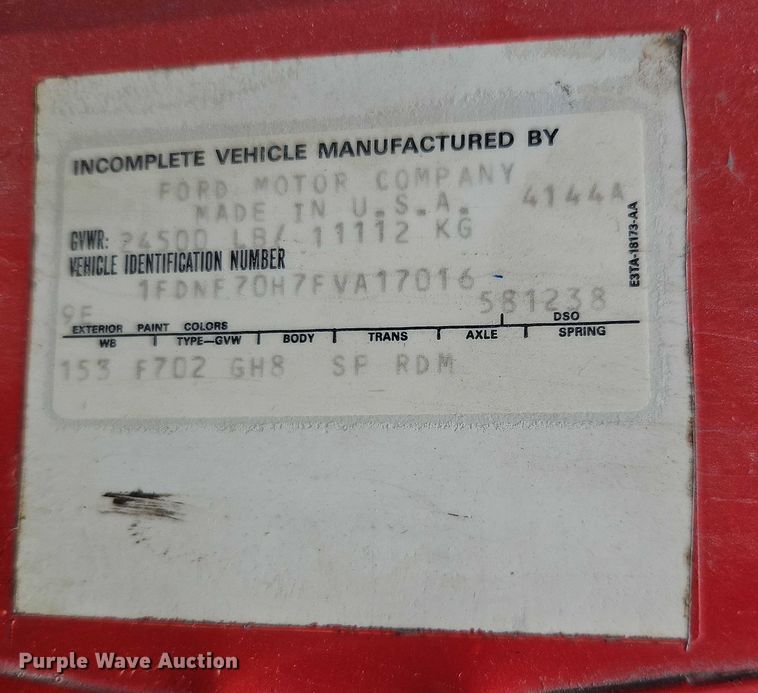 INCOMPLETE VEHICLE MANUFACTURED BY
FORD MOTOR COMPANY
MADE IN U.S.A. 4144A
GVWR: 24500 LB/ 11112 KG
VEHICLE IDENTIFICATION NUMBER
1FDNF70H7FVA17016
9E 581238
EXTERIOR PAINT COLORS DSO
WB TYPE—GVW BODY TRANS AXLE SPRING
153 F702 GH8 SP RDM
E3TA-18173-AA
Purple Wave Auction